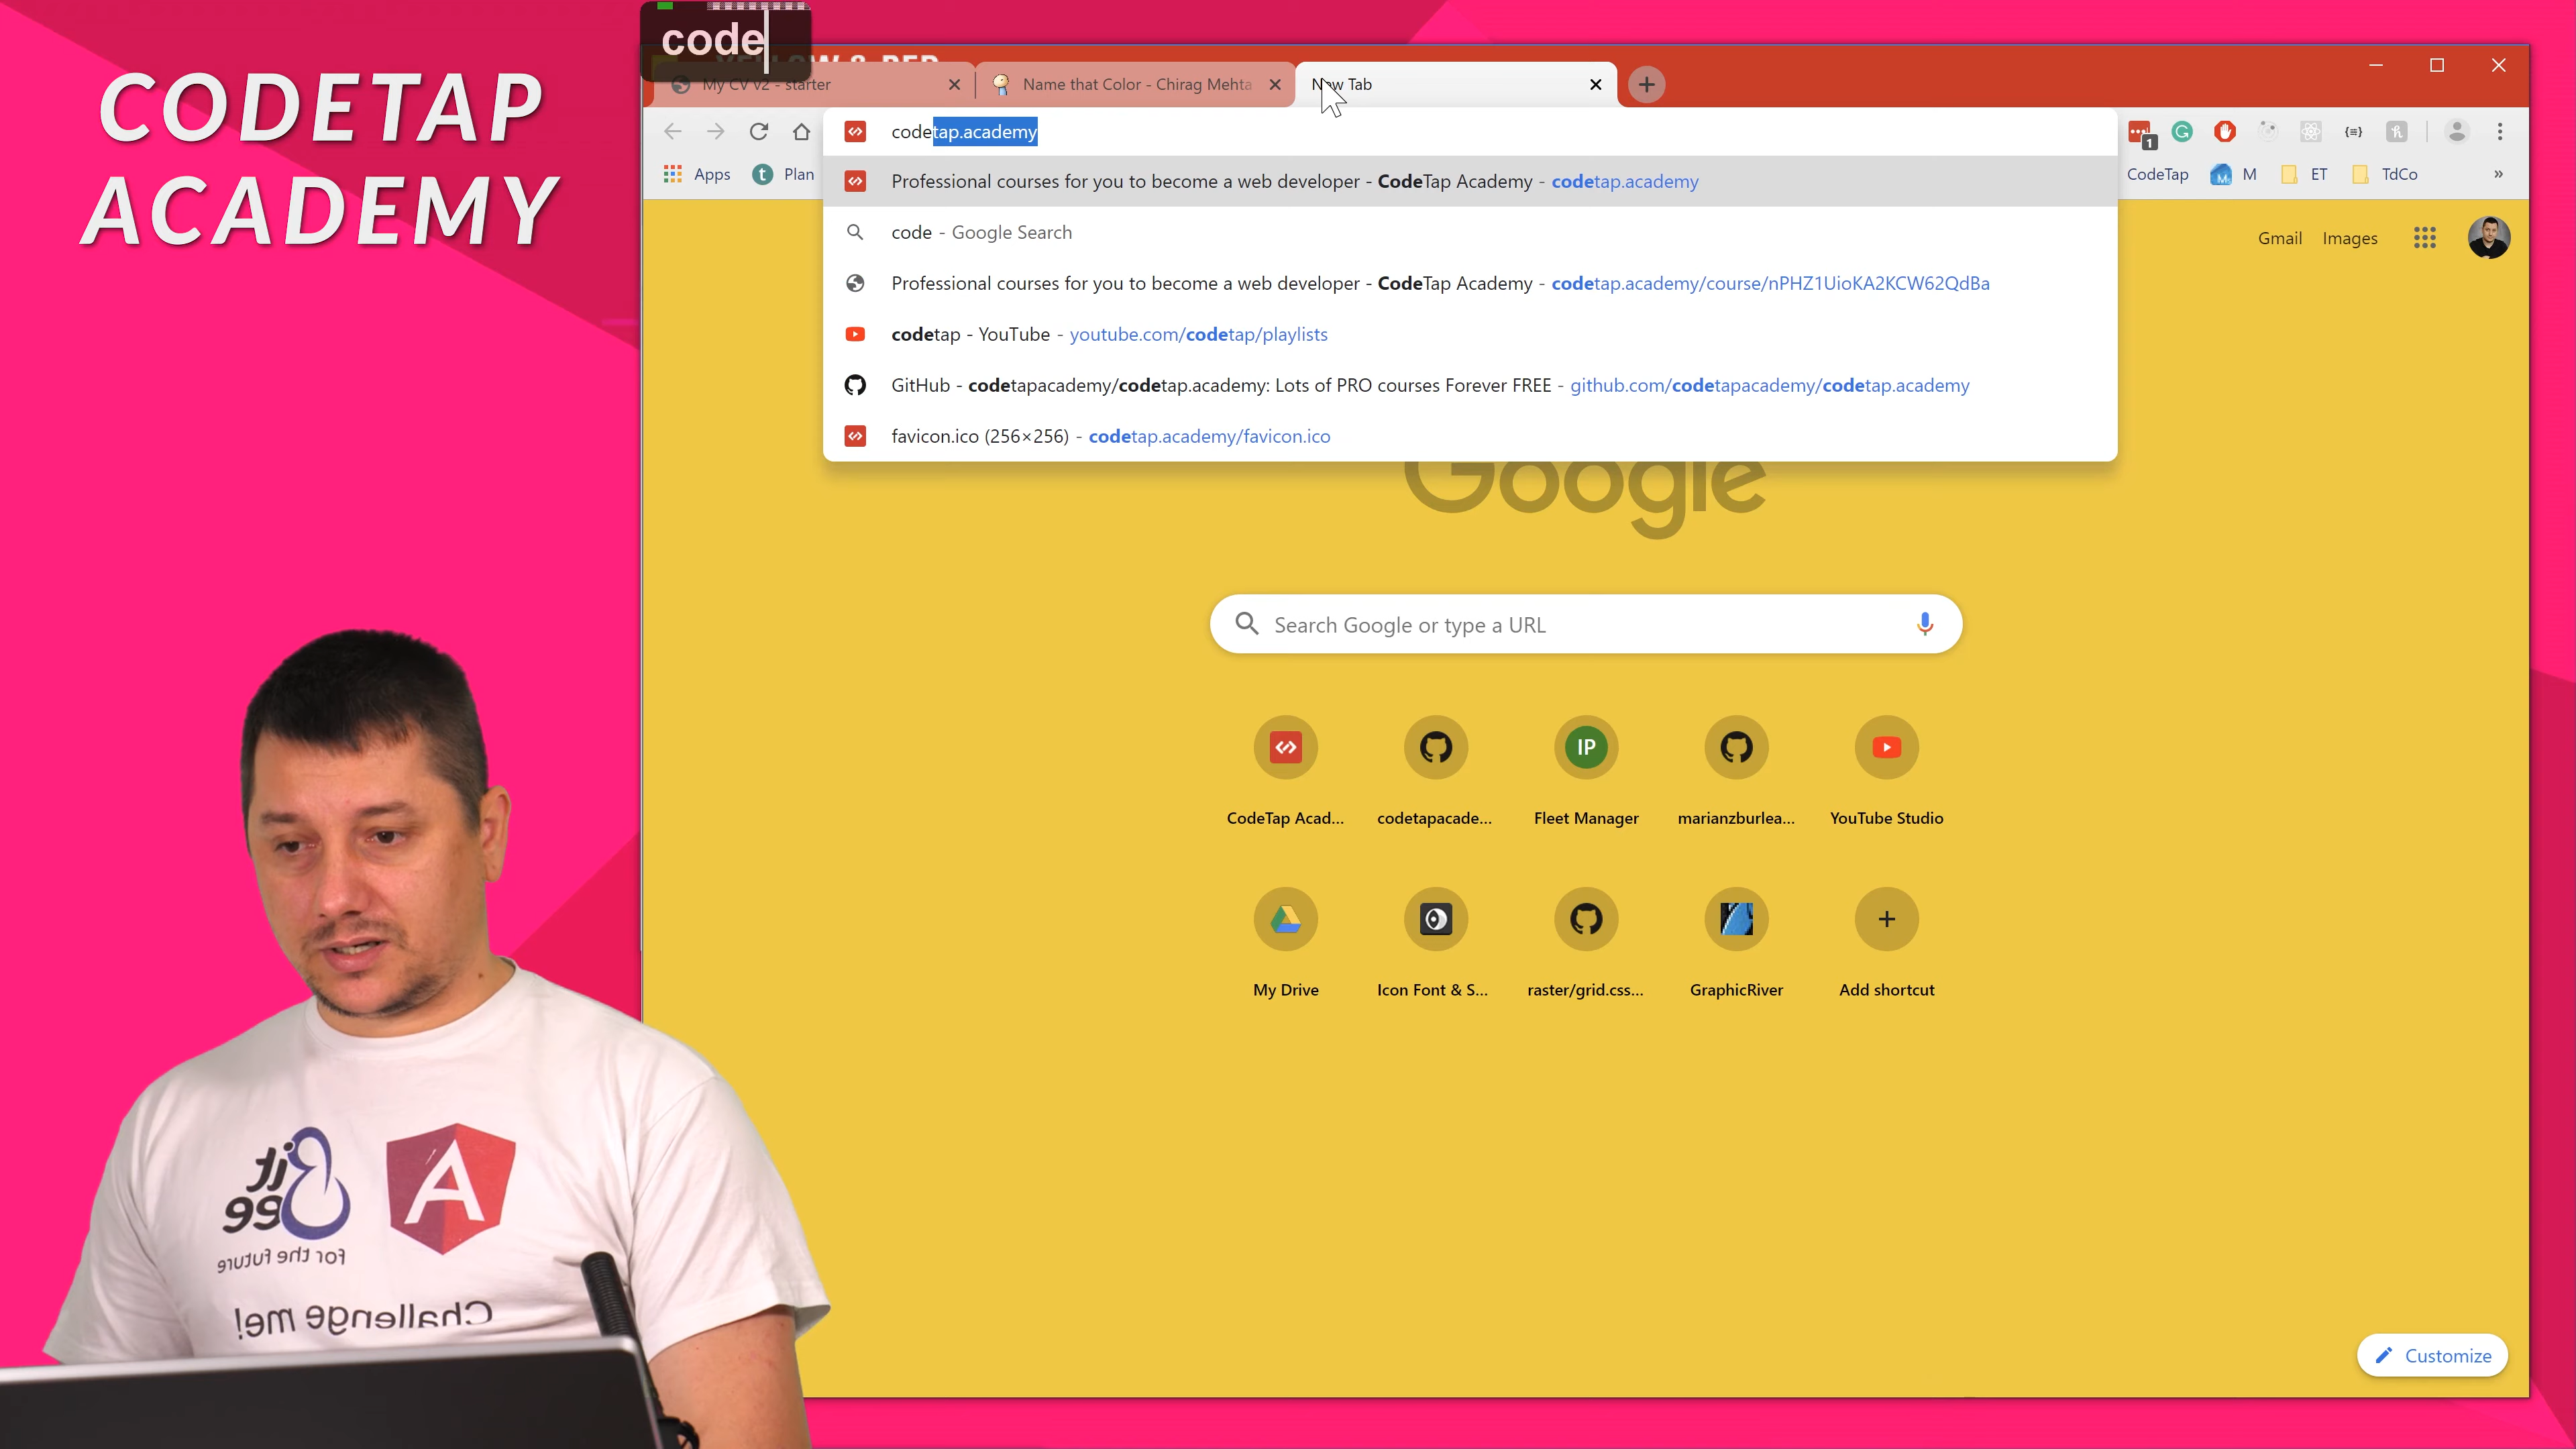 CODETAP
ACADEMY
code
My CV v2 - starter
Name that Color - Chirag Mehta
New Tab
codetap.academy
1
Apps
Plan
CodeTap
M
ET
TdCo
»
Professional courses for you to become a web developer - CodeTap Academy - codetap.academy
code - Google Search
Professional courses for you to become a web developer - CodeTap Academy - codetap.academy/course/nPHZ1UioKA2KCW62QdBa
codetap - YouTube - youtube.com/codetap/playlists
GitHub - codetapacademy/codetap.academy: Lots of PRO courses Forever FREE - github.com/codetapacademy/codetap.academy
favicon.ico (256×256) - codetap.academy/favicon.ico
Gmail
Images
Google
Search Google or type a URL
IP
CodeTap Acad...
codetapacade...
Fleet Manager
marianzburlea...
YouTube Studio
My Drive
Icon Font & S...
raster/grid.css...
GraphicRiver
Add shortcut
Customize
Bit
Bee
for the future
A
Challenge me!